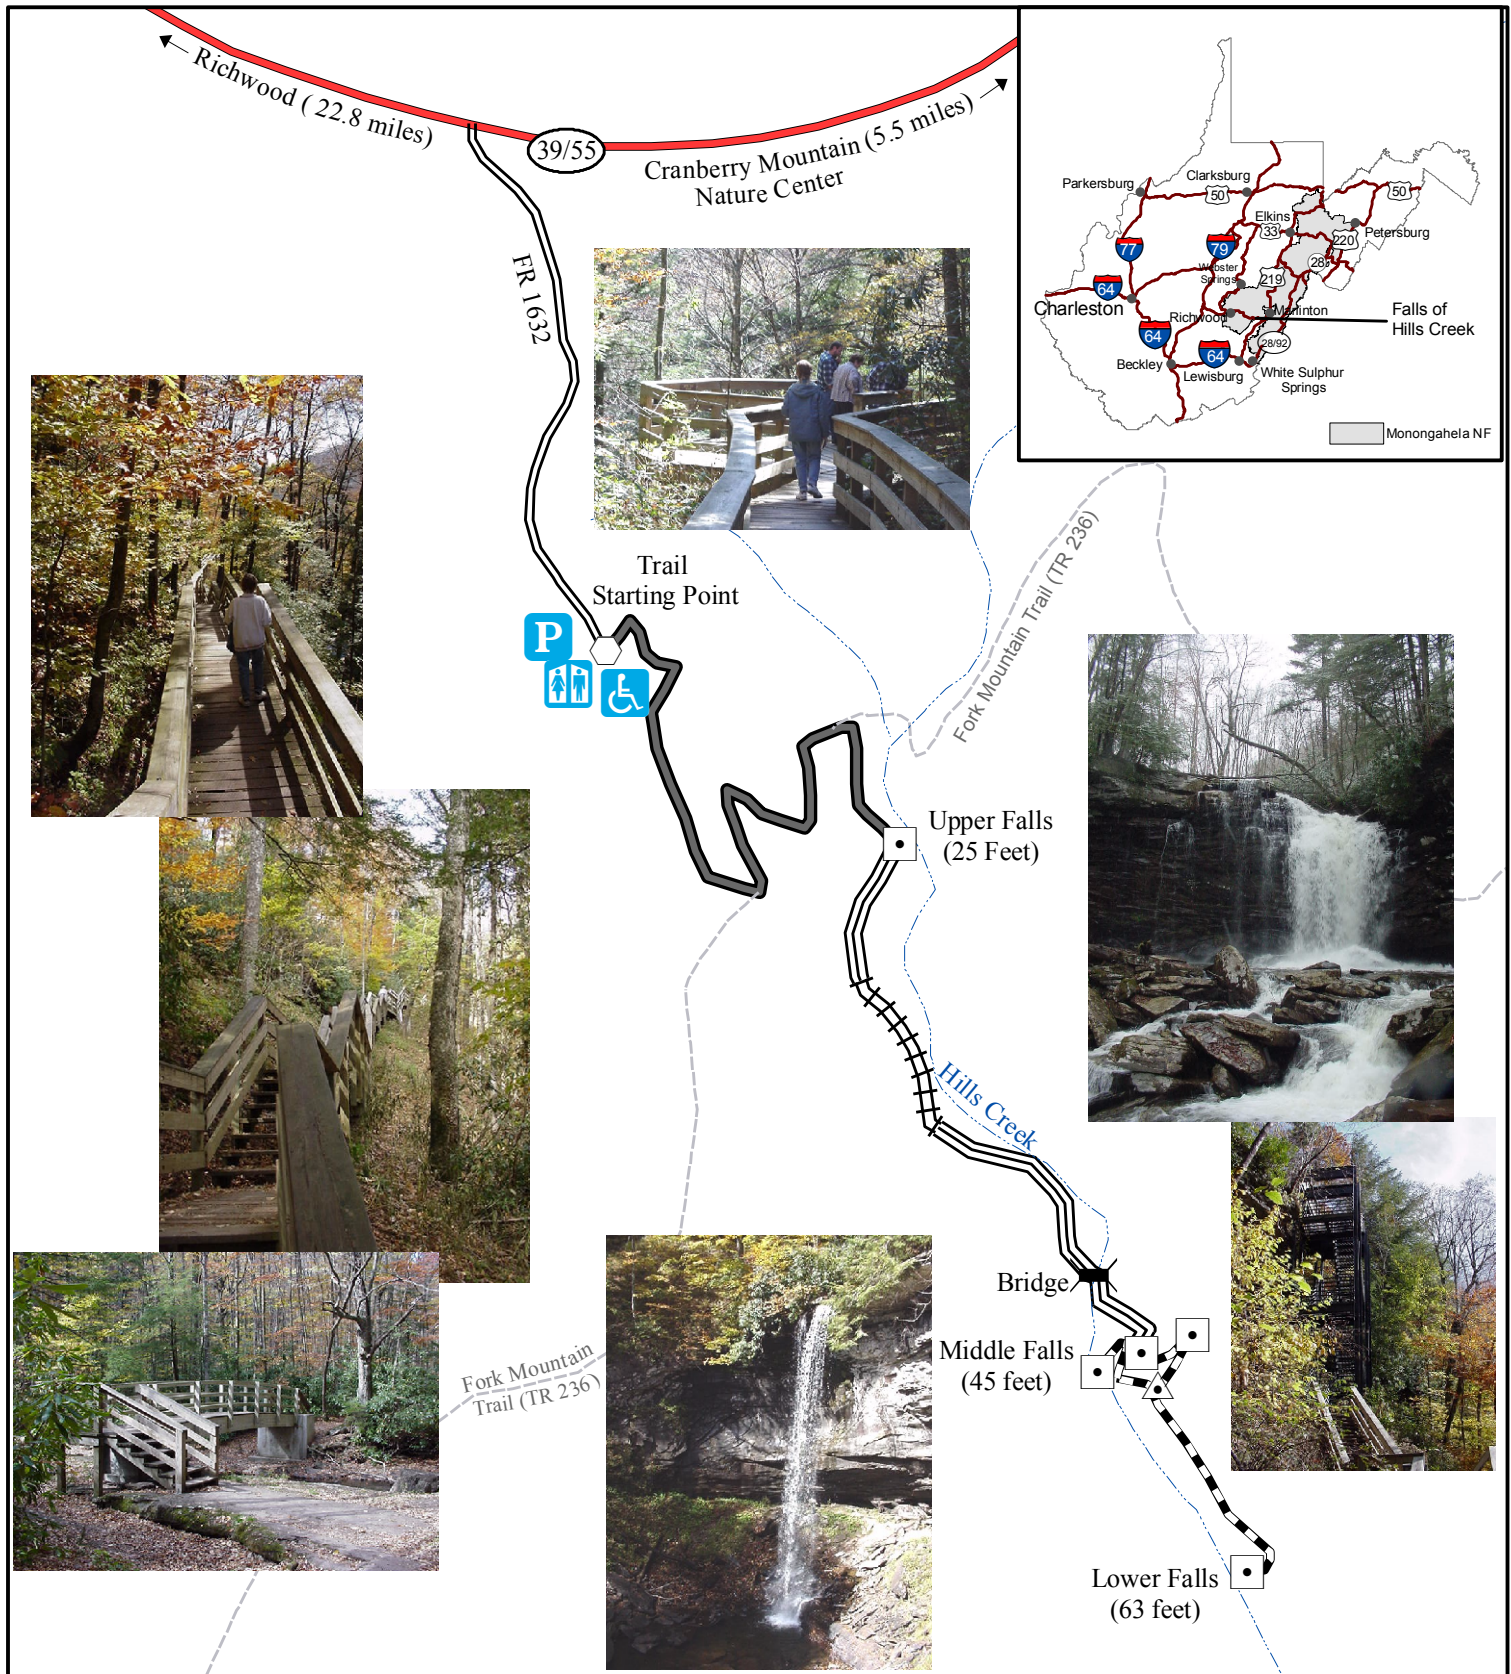 Richwood ( 22.8 miles)
39/55
Cranberry Mountain (5.5 miles)
Nature Center
FR 1632
Parkersburg
Clarksburg
50
50
Elkins
33
Petersburg
220
77
79
28
Webster
Springs
219
64
Charleston
Richwood
Marlinton
Falls of
Hills Creek
64
64
28/92
Beckley
Lewisburg
White Sulphur
Springs
Monongahela NF
Trail
Starting Point
P
Fork Mountain Trail (TR 236)
Upper Falls
(25 Feet)
Hills Creek
Bridge
Middle Falls
(45 feet)
Fork Mountain
Trail (TR 236)
Lower Falls
(63 feet)